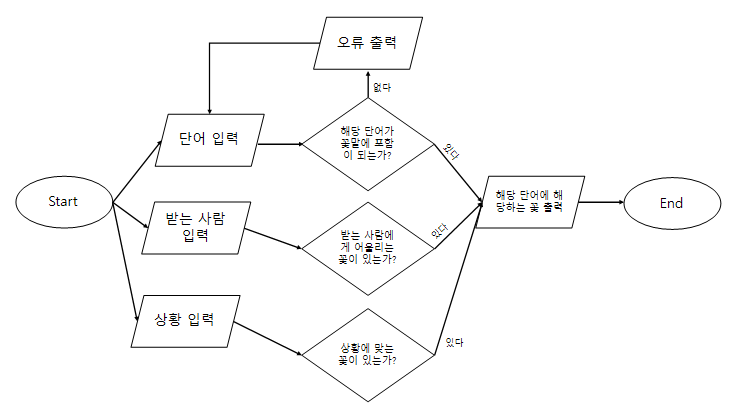 오류 출력
없다
단어 입력
해당 단어가
꽃말에 포함
이 되는가?
있다
Start
받는 사람
입력
받는 사람에
게 어울리는
꽃이 있는가?
있다
해당 단어에 해
당하는 꽃 출력
End
상황 입력
상황에 맞는
꽃이 있는가?
있다